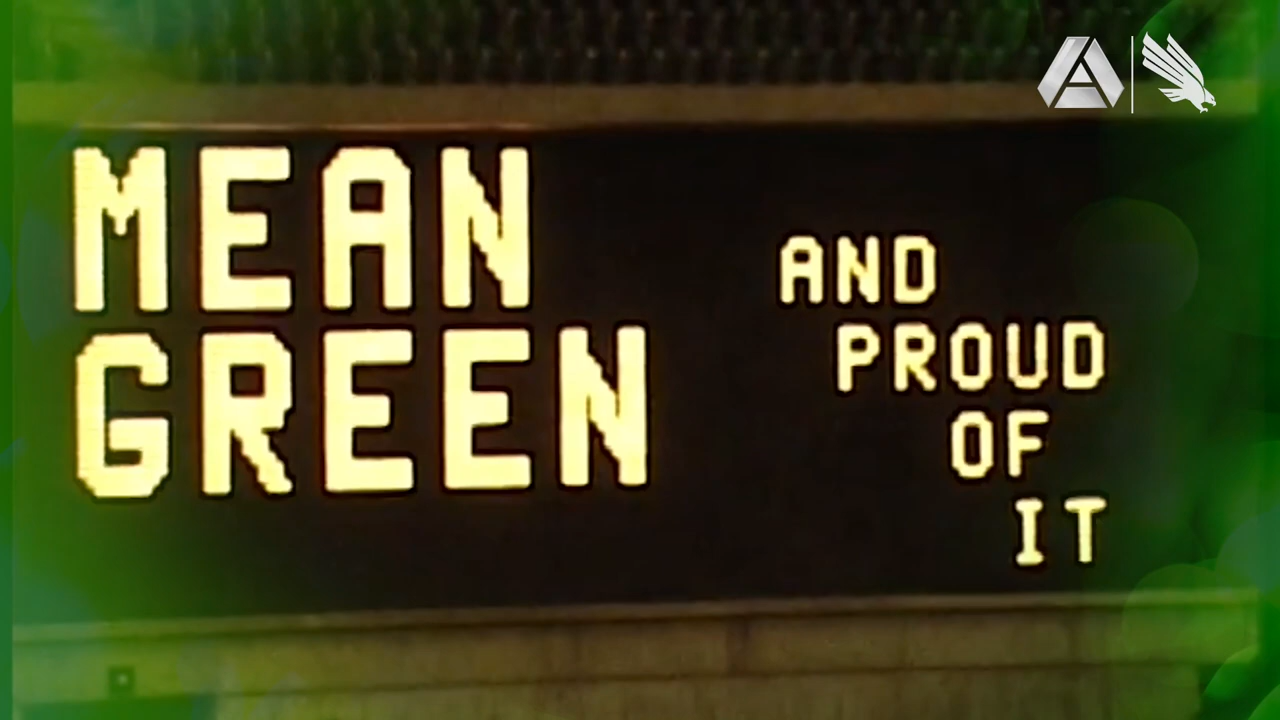 MEAN
GREEN
AND
PROUD
OF
IT